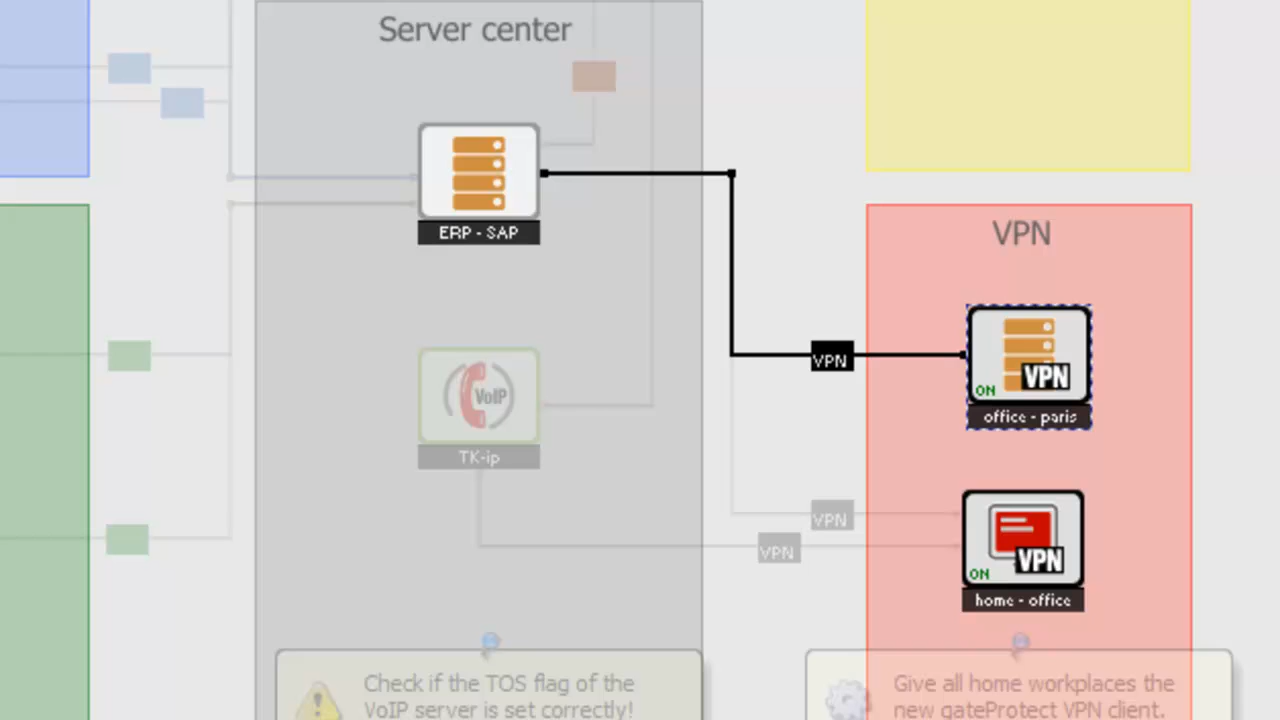 Server center
ERP - SAP
VPN
VPN
VPN
ON
office - paris
VoIP
TK-ip
VPN
VPN
VPN
ON
home - office
Check if the TOS flag of the
VoIP server is set correctly!
Give all home workplaces the
new gateProtect VPN client.